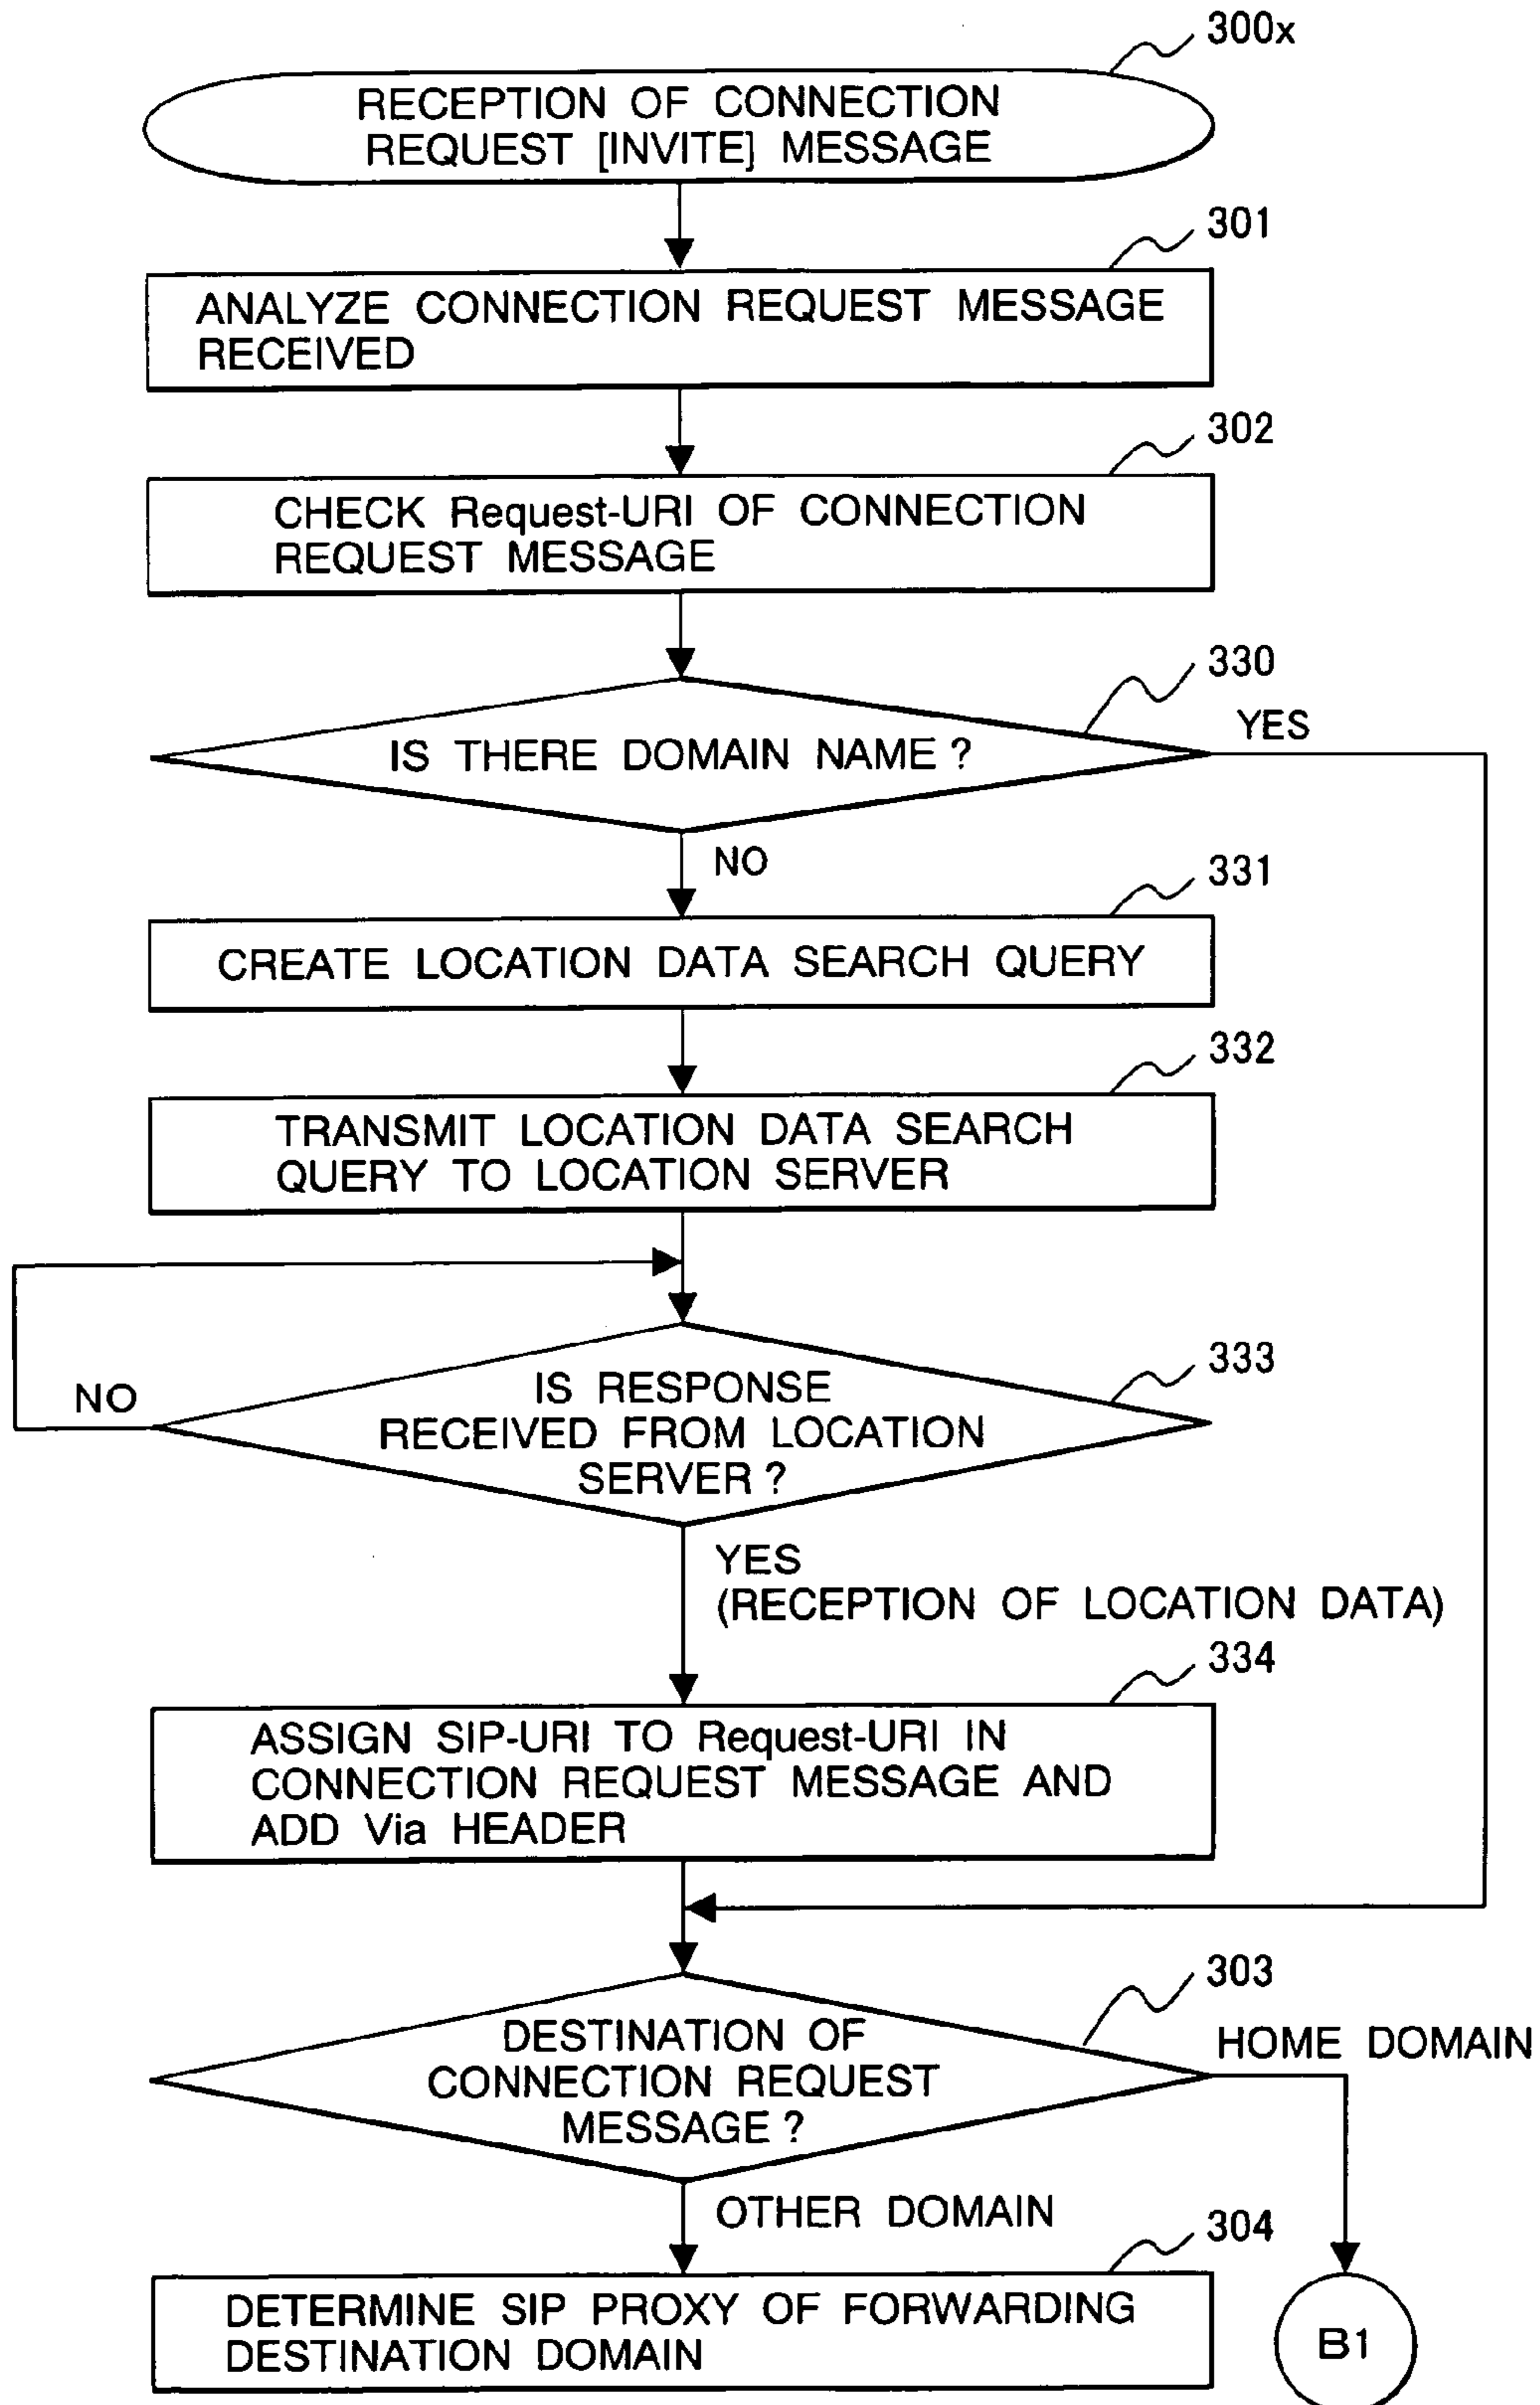 300x
RECEPTION OF CONNECTION
REQUEST [INVITE] MESSAGE
301
ANALYZE CONNECTION REQUEST MESSAGE
RECEIVED
302
CHECK Request-URI OF CONNECTION
REQUEST MESSAGE
330
YES
IS THERE DOMAIN NAME ?
NO
331
CREATE LOCATION DATA SEARCH QUERY
332
TRANSMIT LOCATION DATA SEARCH
QUERY TO LOCATION SERVER
333
NO
IS RESPONSE
RECEIVED FROM LOCATION
SERVER ?
YES
(RECEPTION OF LOCATION DATA)
334
ASSIGN SIP-URI TO Request-URI IN
CONNECTION REQUEST MESSAGE AND
ADD Via HEADER
303
HOME DOMAIN
DESTINATION OF
CONNECTION REQUEST
MESSAGE ?
OTHER DOMAIN
304
DETERMINE SIP PROXY OF FORWARDING
DESTINATION DOMAIN
B1